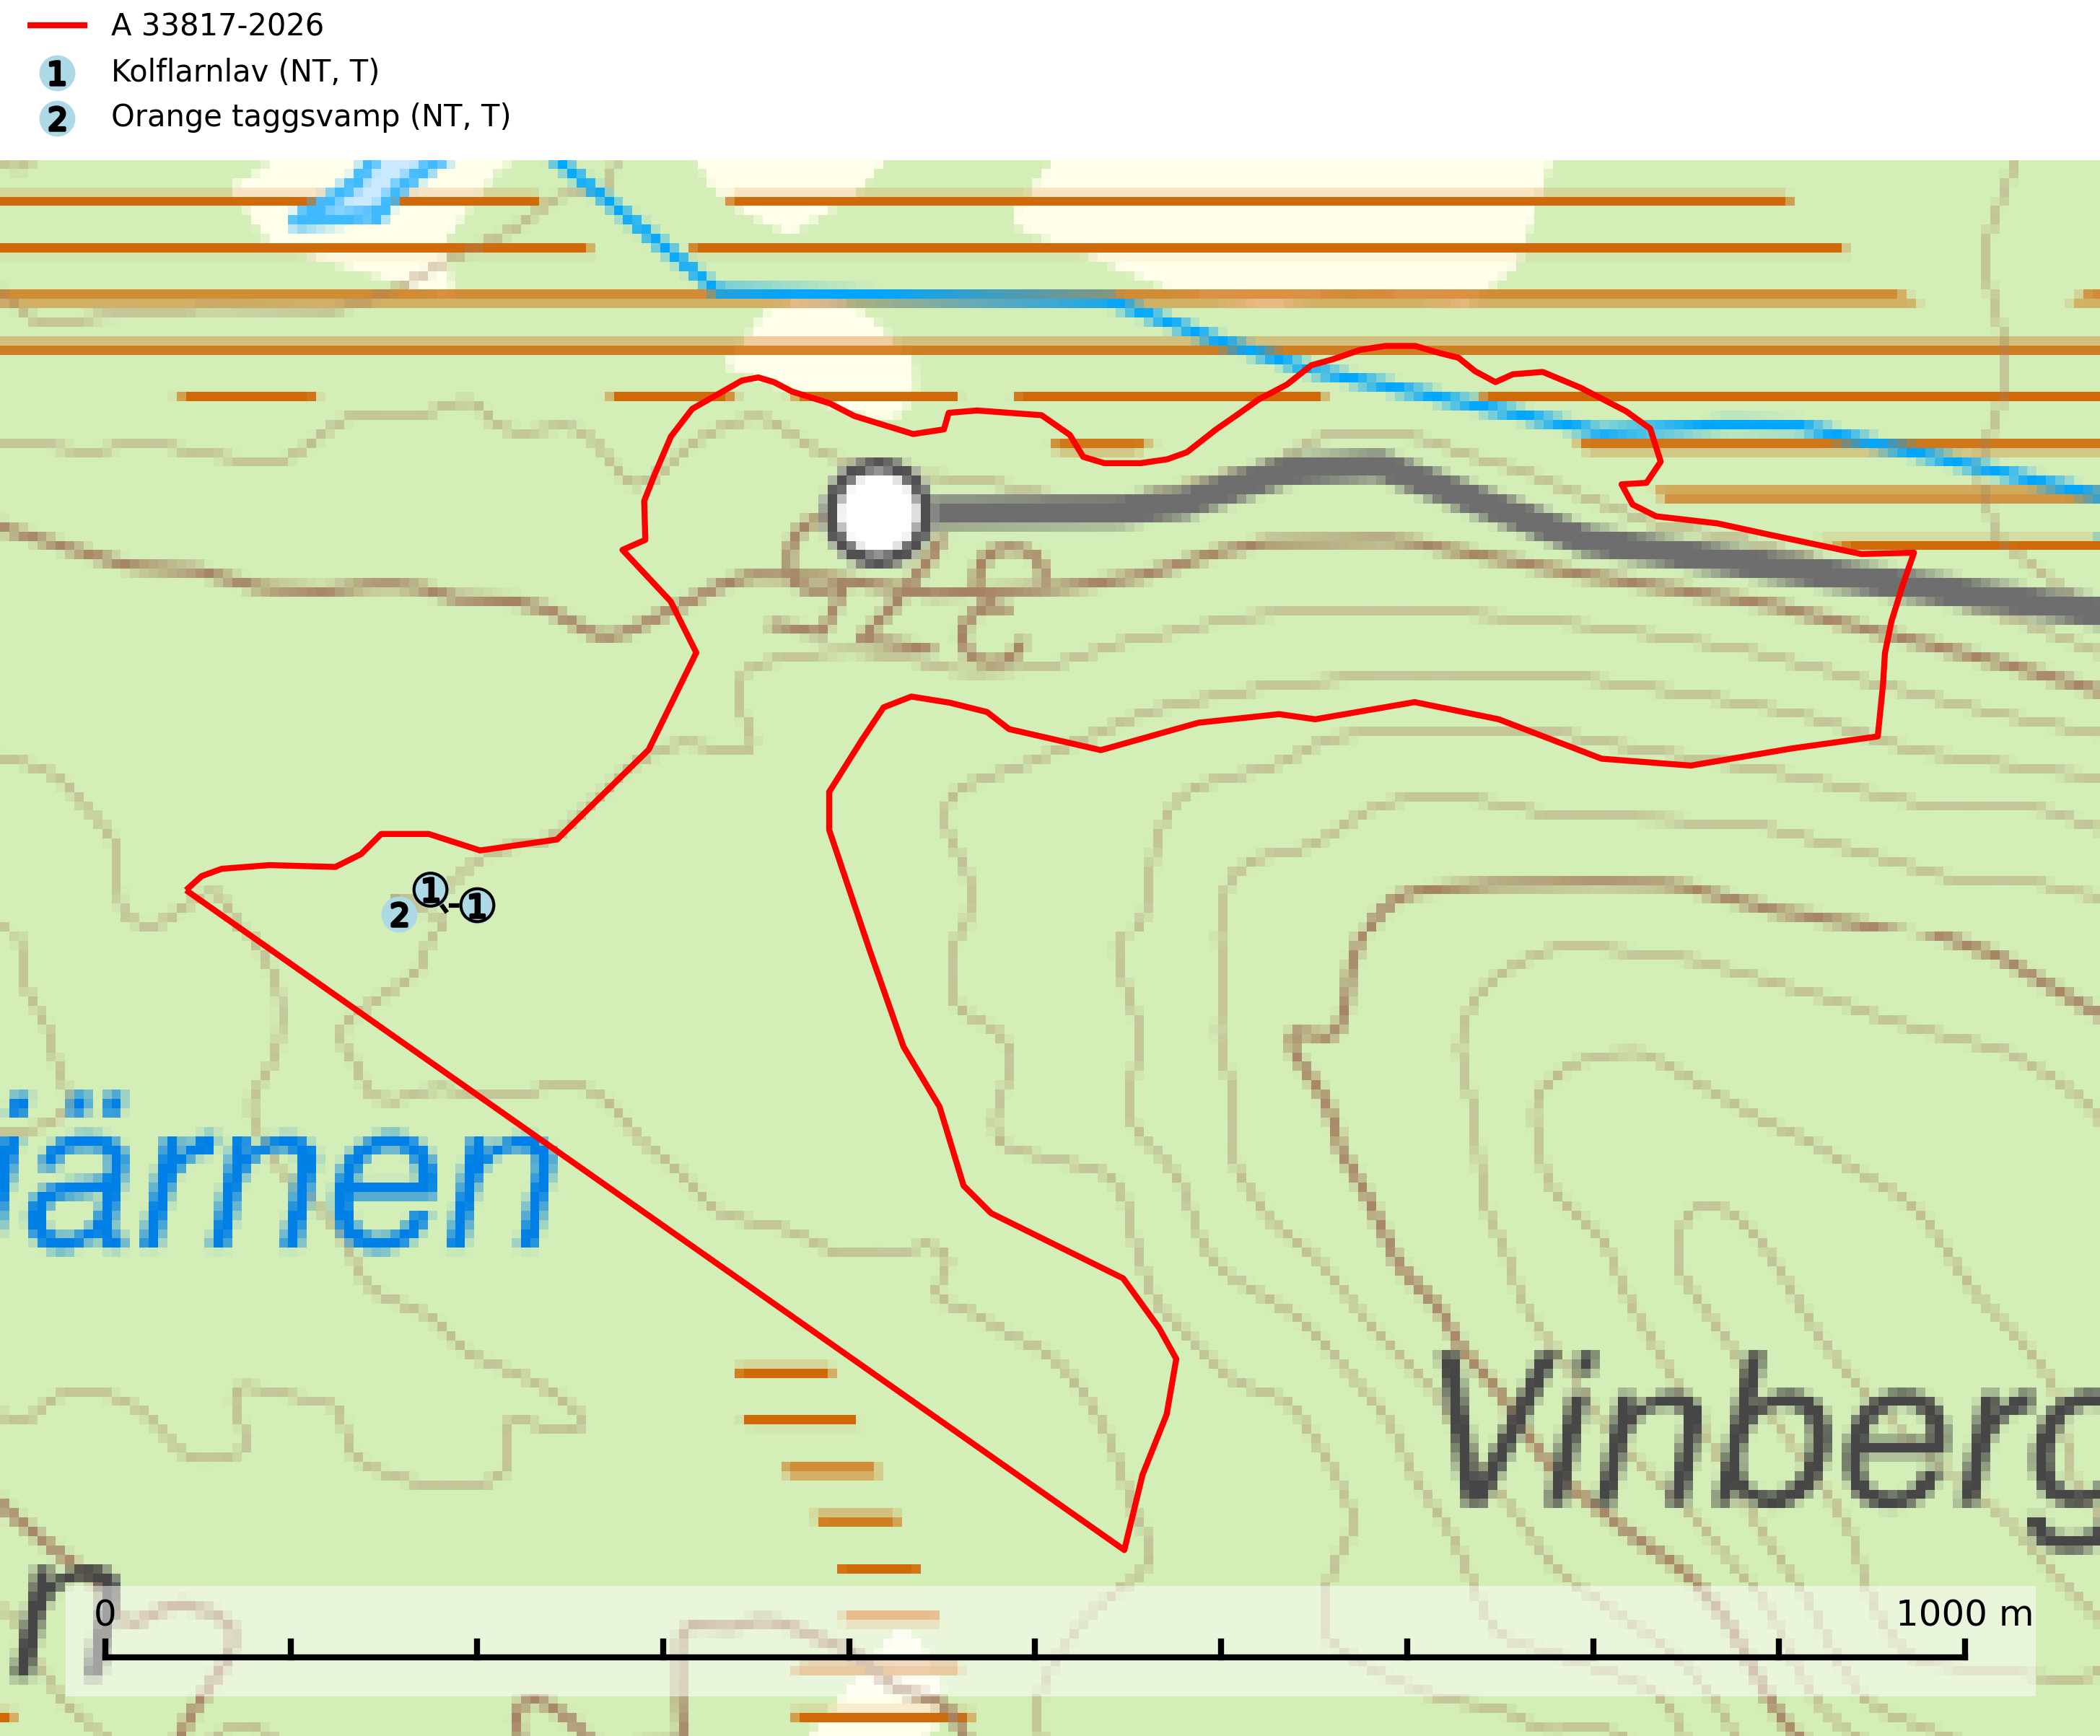 A 33817-2026
1 Kolflarnlav (NT, T)
2 Orange taggsvamp (NT, T)
1
1
2
ärnen
Vinberg
0
1000 m